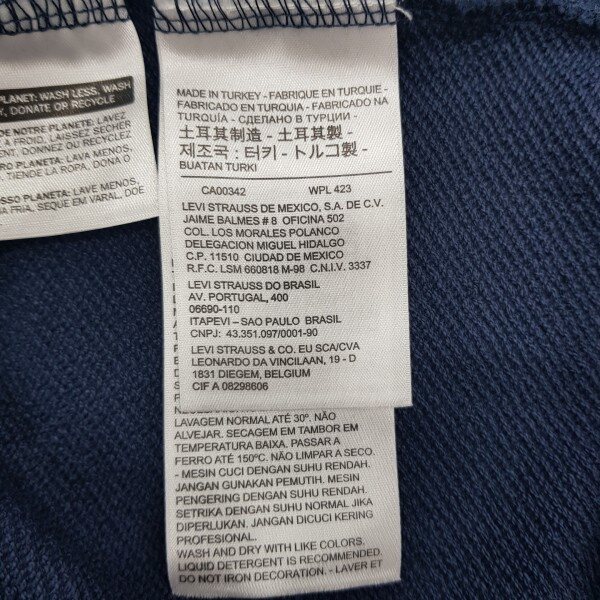 PLANET: WASH LESS, WASH
Y, DONATE OR RECYCLE
DE NOTRE PLANETE: LAVEZ
A FROID, LAISSEZ SECHER
MENT, DONNEZ OU RECYCLEZ
PLANETA: LAVA MENOS,
TIENDE LA ROPA, DONA O
OSSO PLANETA: LAVE MENOS,
A FRIA, SEQUE EM VARAL, DOE
MADE IN TURKEY - FABRIQUE EN TURQUIE -
FABRICADO EN TURQUIA - FABRICADO NA
TURQUÍA - СДЕЛАНО В ТУРЦИИ -
土耳其制造 - 土耳其製 -
제조국 : 터키 - トルコ製 -
BUATAN TURKI
CA00342 WPL 423
LEVI STRAUSS DE MEXICO, S.A. DE C.V.
JAIME BALMES # 8 OFICINA 502
COL. LOS MORALES POLANCO
DELEGACION MIGUEL HIDALGO
C.P. 11510 CIUDAD DE MEXICO
R.F.C. LSM 660818 M-98 C.N.I.V. 3337
LEVI STRAUSS DO BRASIL
AV. PORTUGAL, 400
06690-110
ITAPEVI – SAO PAULO BRASIL
CNPJ: 43.351.097/0001-90
LEVI STRAUSS & CO. EU SCA/CVA
LEONARDO DA VINCILAAN, 19 - D
1831 DIEGEM, BELGIUM
CIF A 08298606
LAVAGEM NORMAL ATÉ 30º. NÃO
ALVEJAR. SECAGEM EM TAMBOR EM
TEMPERATURA BAIXA. PASSAR A
FERRO ATÉ 150ºC. NÃO LIMPAR A SECO.
- MESIN CUCI DENGAN SUHU RENDAH.
JANGAN GUNAKAN PEMUTIH. MESIN
PENGERING DENGAN SUHU RENDAH.
SETRIKA DENGAN SUHU NORMAL JIKA
DIPERLUKAN. JANGAN DICUCI KERING
PROFESIONAL.
WASH AND DRY WITH LIKE COLORS.
LIQUID DETERGENT IS RECOMMENDED.
DO NOT IRON DECORATION. - LAVER ET